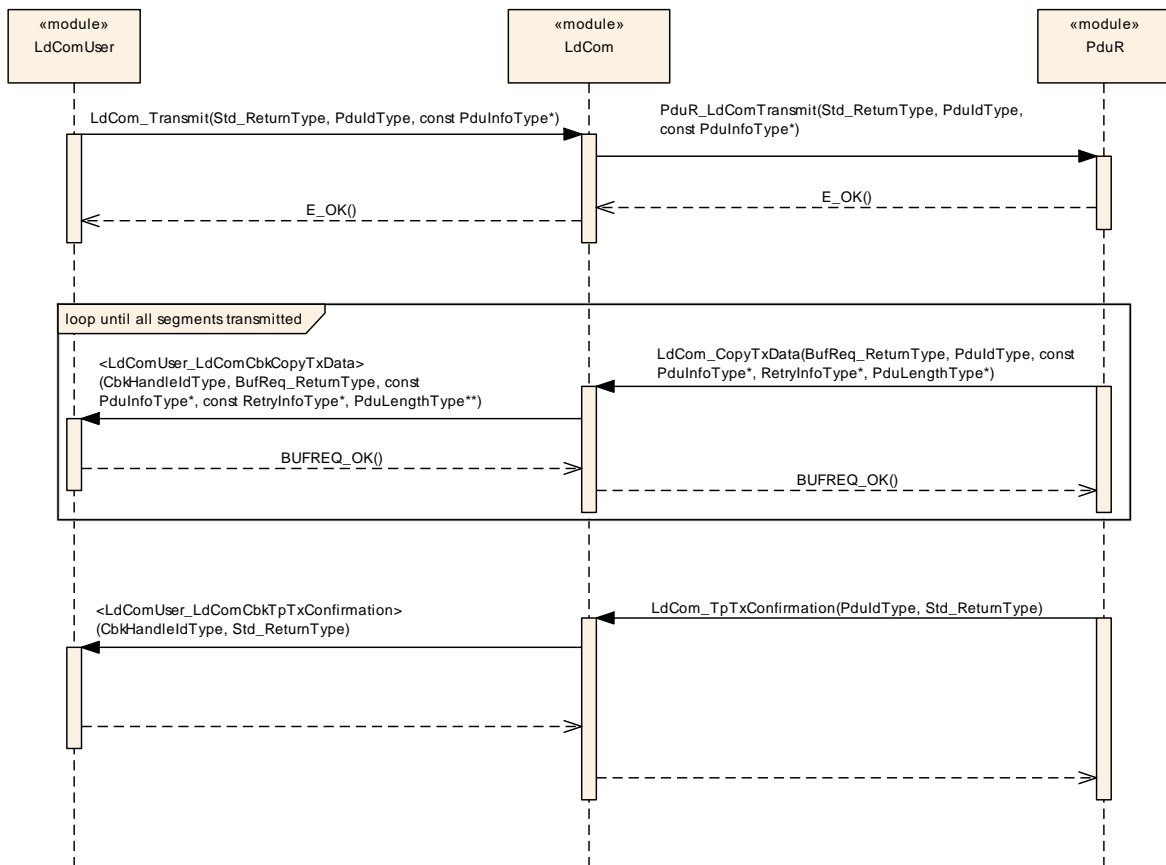 «module»
LdComUser
«module»
LdCom
«module»
PduR
LdCom_Transmit(Std_ReturnType, PduIdType, const PduInfoType*)
PduR_LdComTransmit(Std_ReturnType, PduIdType,
const PduInfoType*)
E_OK()
E_OK()
loop until all segments transmitted
<LdComUser_LdComCbkCopyTxData>
(CbkHandleIdType, BufReq_ReturnType, const
PduInfoType*, const RetryInfoType*, PduLengthType**)
LdCom_CopyTxData(BufReq_ReturnType, PduIdType, const
PduInfoType*, RetryInfoType*, PduLengthType*)
BUFREQ_OK()
BUFREQ_OK()
<LdComUser_LdComCbkTpTxConfirmation>
(CbkHandleIdType, Std_ReturnType)
LdCom_TpTxConfirmation(PduIdType, Std_ReturnType)